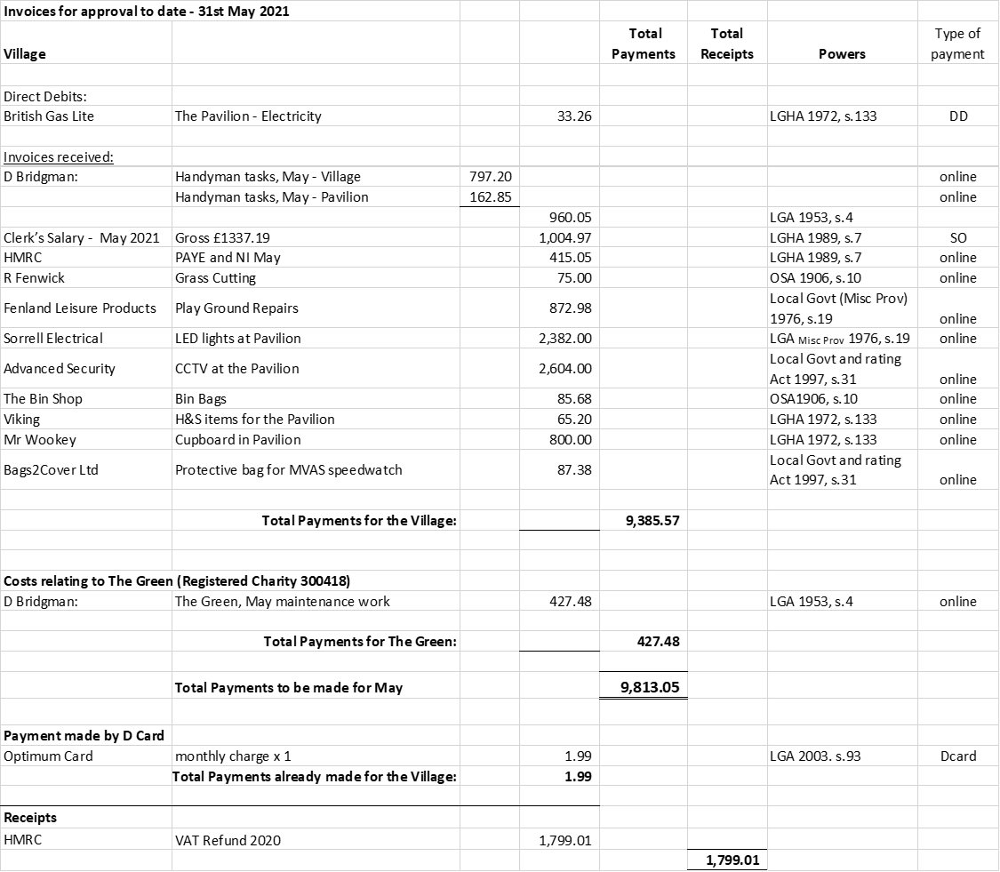 Invoices for approval to date - 31st May 2021
Total Total Type of
Village Payments Receipts Powers payment
Direct Debits:
British Gas Lite The Pavilion - Electricity 33.26 LGHA 1972, s.133 DD
Invoices received:
D Bridgman: Handyman tasks, May - Village 797.20 online
Handyman tasks, May - Pavilion 162.85 online
960.05 LGA 1953, s.4
Clerk's Salary - May 2021 Gross £1337.19 1,004.97 LGHA 1989, s.7 SO
HMRC PAYE and NI May 415.05 LGHA 1989, s.7 online
R Fenwick Grass Cutting 75.00 OSA 1906, s.10 online
Fenland Leisure Products Play Ground Repairs 872.98 Local Govt (Misc Prov)
1976, s.19 online
Sorrell Electrical LED lights at Pavilion 2,382.00 LGA Misc Prov 1976, s.19 online
Advanced Security CCTV at the Pavilion 2,604.00 Local Govt and rating
Act 1997, s.31 online
The Bin Shop Bin Bags 85.68 OSA1906, s.10 online
Viking H&S items for the Pavilion 65.20 LGHA 1972, s.133 online
Mr Wookey Cupboard in Pavilion 800.00 LGHA 1972, s.133 online
Bags2Cover Ltd Protective bag for MVAS speedwatch 87.38 Local Govt and rating
Act 1997, s.31 online
Total Payments for the Village: 9,385.57
Costs relating to The Green (Registered Charity 300418)
D Bridgman: The Green, May maintenance work 427.48 LGA 1953, s.4 online
Total Payments for The Green: 427.48
Total Payments to be made for May 9,813.05
Payment made by D Card
Optimum Card monthly charge x 1 1.99 LGA 2003. s.93 Dcard
Total Payments already made for the Village: 1.99
Receipts
HMRC VAT Refund 2020 1,799.01
1,799.01